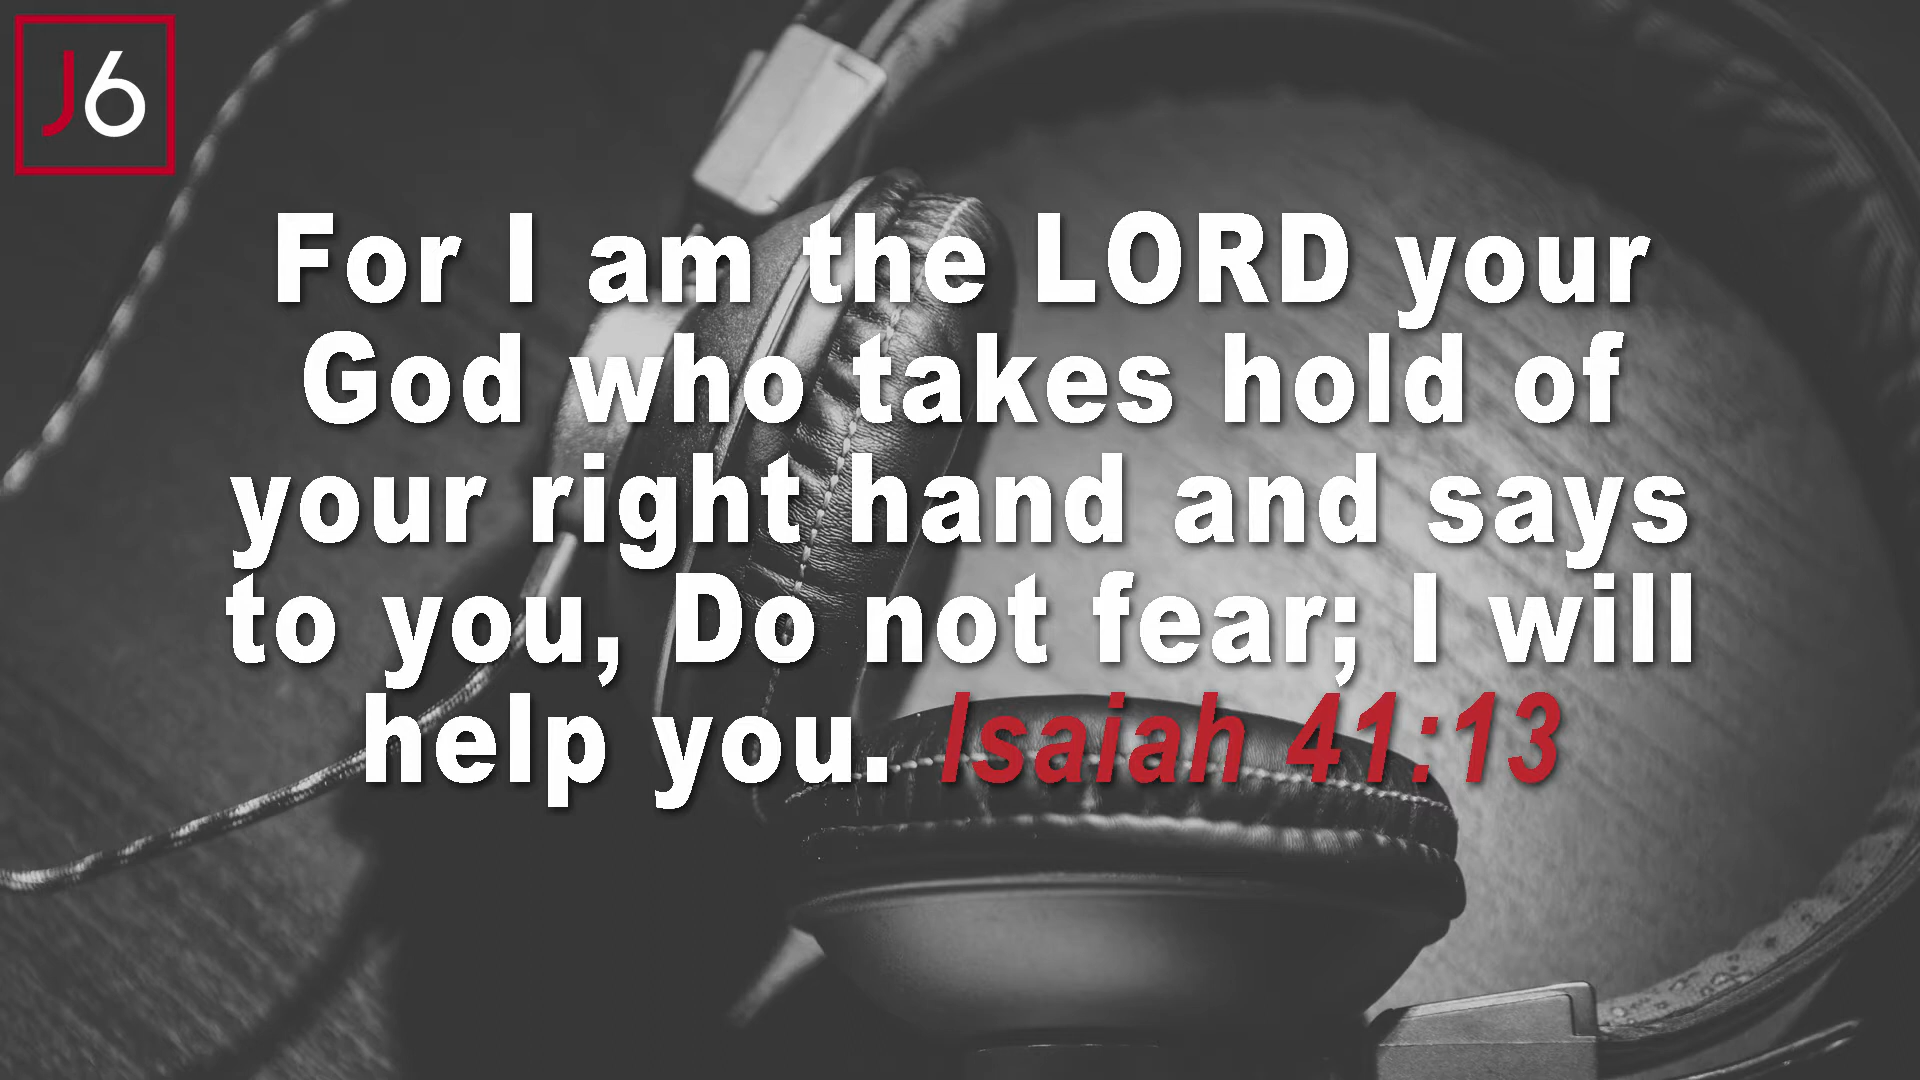 J6
For I am the LORD your
God who takes hold of
your right hand and says
to you, Do not fear; I will
help you. Isaiah 41:13